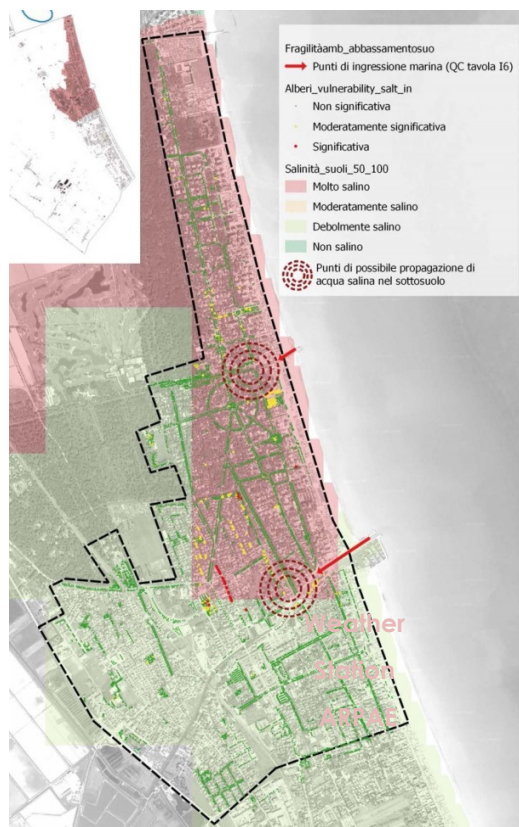 Fragilitàamb_abbassamentosuo
Punti di ingressione marina (QC tavola I6)
Alberi_vulnerability_salt_in
Non significativa
Moderatamente significativa
Significativa
Salinità_suoli_50_100
Molto salino
Moderatamente salino
Debolmente salino
Non salino
Punti di possibile propagazione di
acqua salina nel sottosuolo
Weather
Station
ARPAE